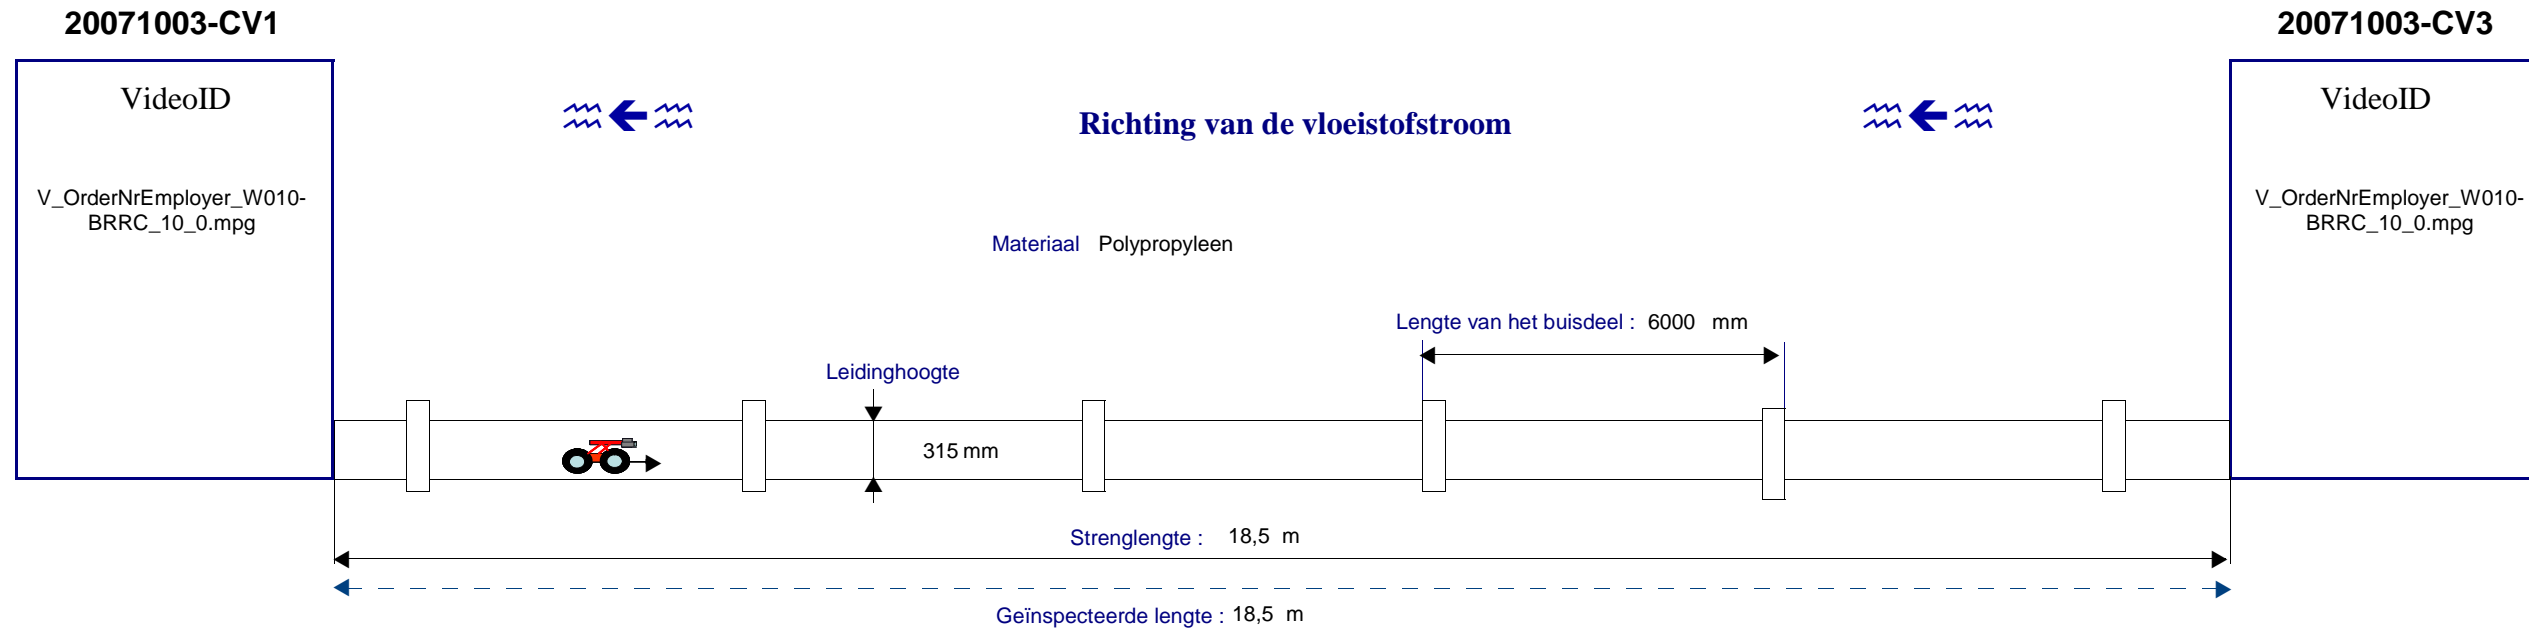 20071003-CV1
20071003-CV3
VideoID
VideoID
Richting van de vloeistofstroom
V_OrderNrEmployer_W010-
BRRC_10_0.mpg
V_OrderNrEmployer_W010-
BRRC_10_0.mpg
Materiaal Polypropyleen
Lengte van het buisdeel : 6000 mm
Leidinghoogte
315 mm
Strenglengte : 18,5 m
Geïnspecteerde lengte : 18,5 m